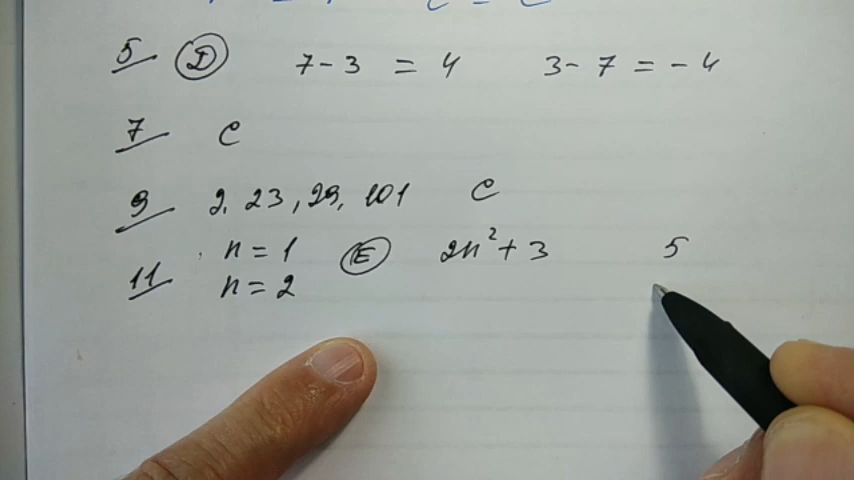 5 D 7 - 3 = 4 3 - 7 = - 4
7 C
9 2, 23, 29, 101 C
n = 1 E 2n² + 3 5
11 n = 2